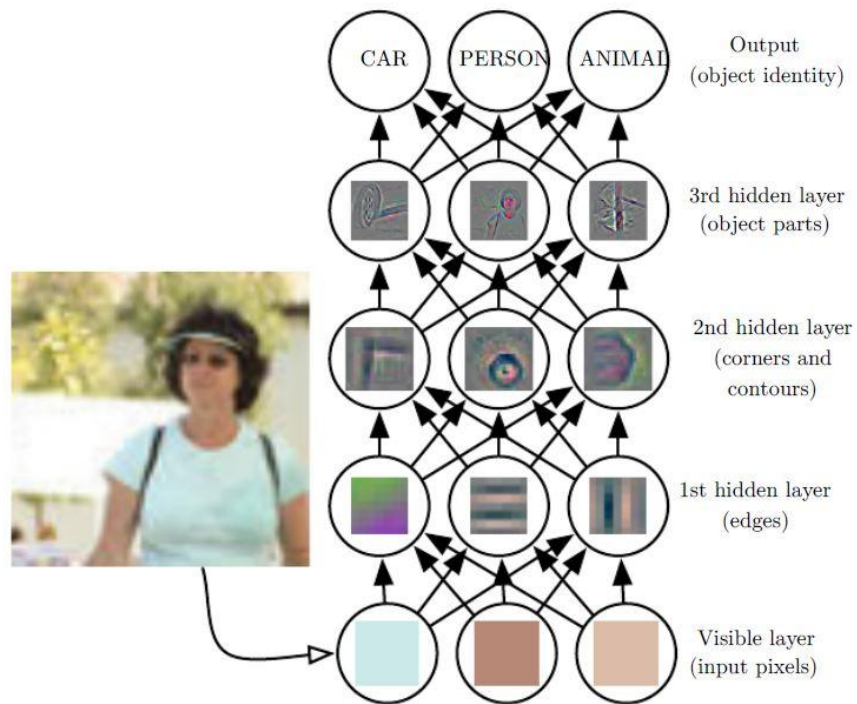 CAR PERSON ANIMAL
Output
(object identity)
3rd hidden layer
(object parts)
2nd hidden layer
(corners and
contours)
1st hidden layer
(edges)
Visible layer
(input pixels)